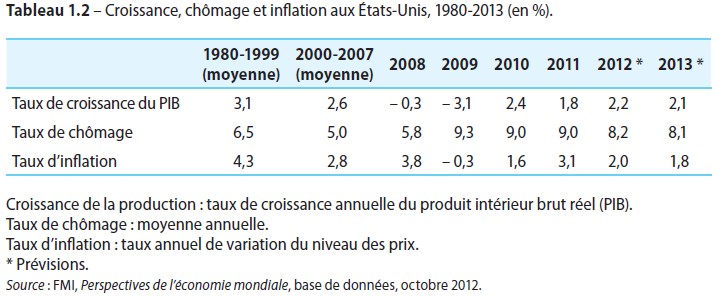 Tableau 1.2 – Croissance, chômage et inflation aux États-Unis, 1980-2013 (en %).
1980-1999 (moyenne) 2000-2007 (moyenne) 2008 2009 2010 2011 2012 * 2013 *
Taux de croissance du PIB 3,1 2,6 – 0,3 – 3,1 2,4 1,8 2,2 2,1
Taux de chômage 6,5 5,0 5,8 9,3 9,0 9,0 8,2 8,1
Taux d’inflation 4,3 2,8 3,8 – 0,3 1,6 3,1 2,0 1,8
Croissance de la production : taux de croissance annuelle du produit intérieur brut réel (PIB).
Taux de chômage : moyenne annuelle.
Taux d’inflation : taux annuel de variation du niveau des prix.
* Prévisions.
Source : FMI, Perspectives de l’économie mondiale, base de données, octobre 2012.